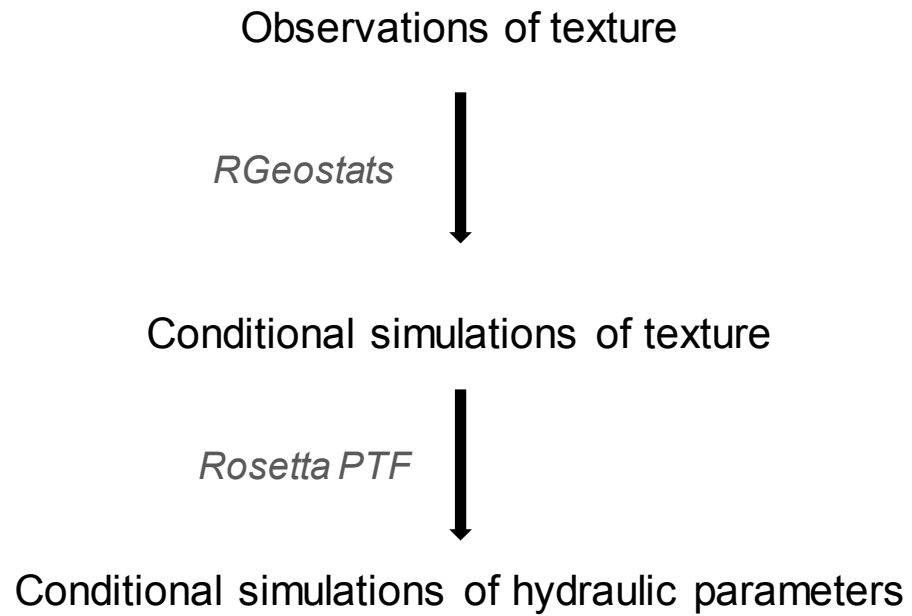 Observations of texture
RGeostats
Conditional simulations of texture
Rosetta PTF
Conditional simulations of hydraulic parameters